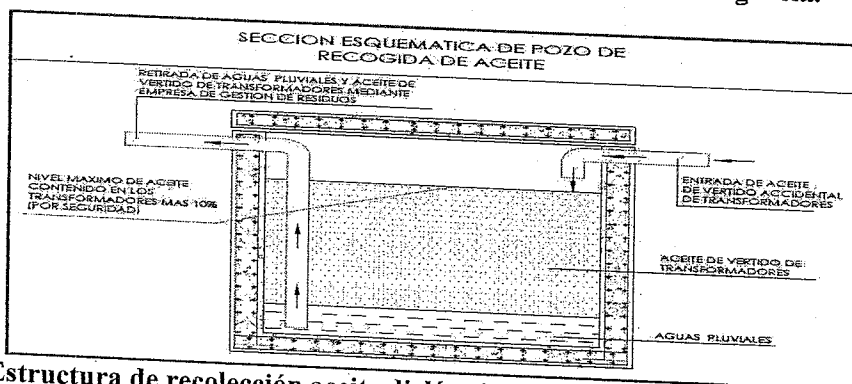 SECCION ESQUEMATICA DE POZO DE
RECOGIDA DE ACEITE
RETIRADA DE AGUAS PLUVIALES Y ACEITE DE
VERTIDO DE TRANSFORMADORES MEDIANTE
EMPRESA DE GESTION DE RESIDUOS
NIVEL MAXIMO DE ACEITE
CONTENIDO EN LOS
TRANSFORMADORES MAS 10%
(POR SEGURIDAD)
ENTRADA DE ACEITE
DE VERTIDO ACCIDENTAL
DE TRANSFORMADORES
ACEITE DE VERTIDO DE
TRANSFORMADORES
AGUAS PLUVIALES
Estructura de recolección aceite